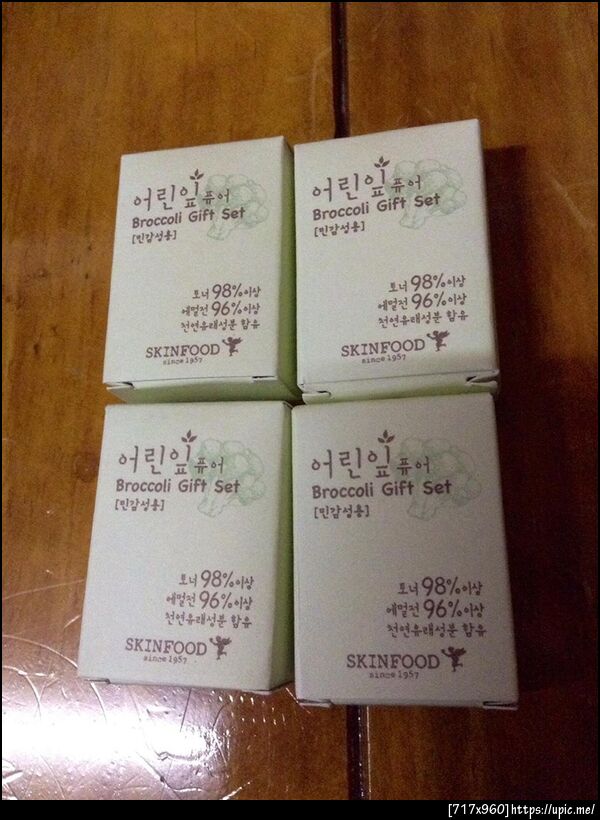 어린잎 퓨어
Broccoli Gift Set
[민감성용]
토너 98%이상
에멀전 96%이상
천연유래성분 함유
SKINFOOD
since 1957
어린잎 퓨어
Broccoli Gift Set
[민감성용]
토너 98%이상
에멀전 96%이상
천연유래성분 함유
SKINFOOD
since 1957
어린잎 퓨어
Broccoli Gift Set
[민감성용]
토너 98%이상
에멀전 96%이상
천연유래성분 함유
SKINFOOD
since 1957
어린잎 퓨어
Broccoli Gift Set
[민감성용]
토너 98%이상
에멀전 96%이상
천연유래성분 함유
SKINFOOD
since 1957
[717x960]https://upic.me/